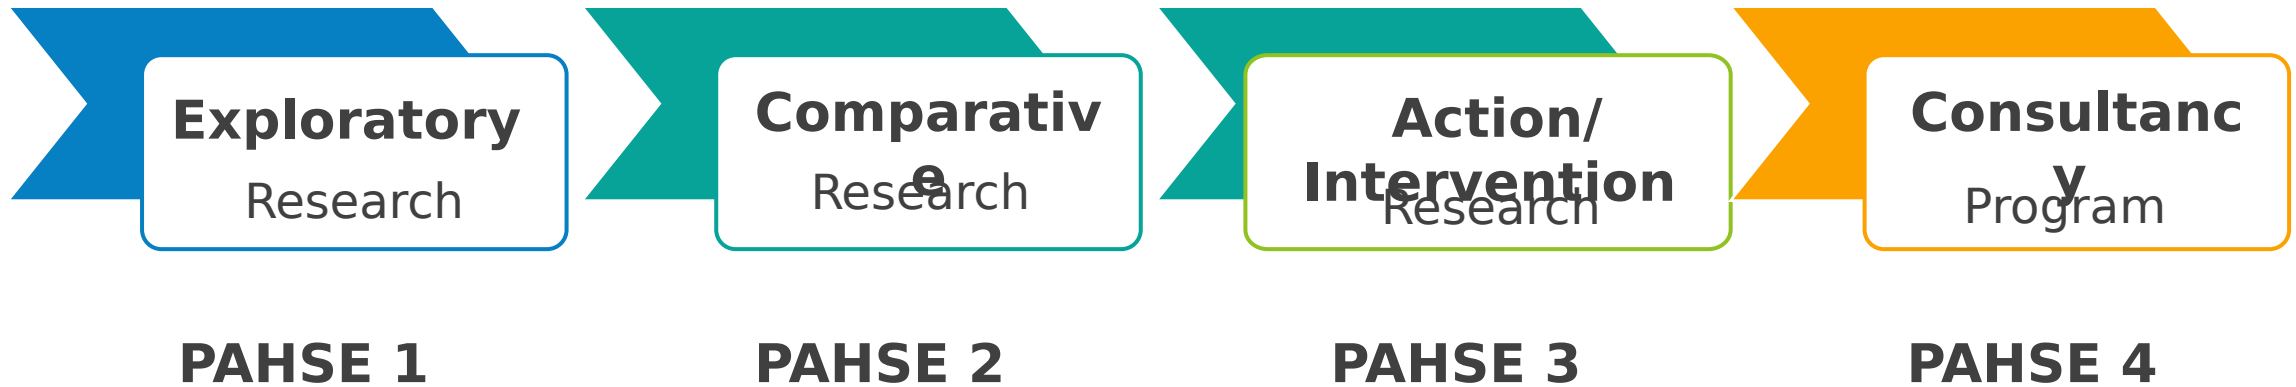 Exploratory
Research
Comparativ
e
Research
Action/
Intervention
Research
Consultanc
y
Program
PAHSE 1
PAHSE 2
PAHSE 3
PAHSE 4